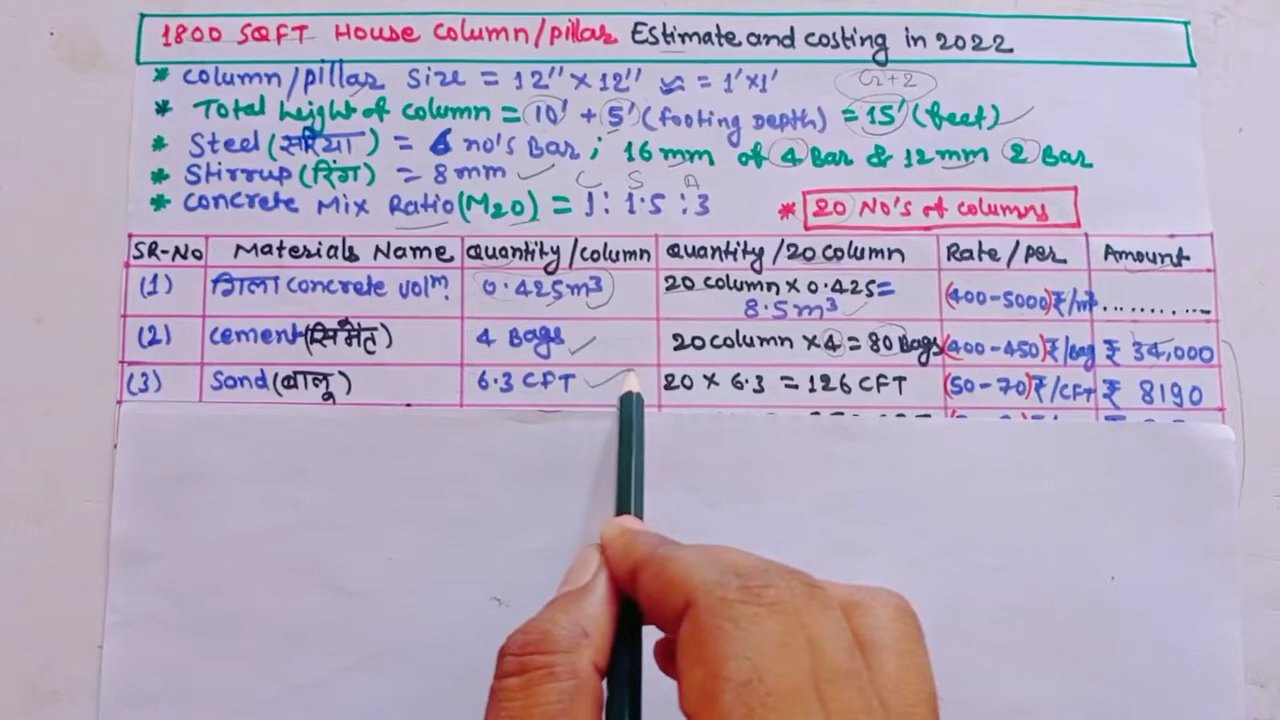 1800 SQFT House column/pillar Estimate and costing in 2022
* column/pillar size = 12"×12" = 1'×1' G+2
* Total height of column = 10' + 5' (footing Depth) = 15' (feet)
* Steel (सरिया) = 6 no's Bar ; 16 mm of 4 Bar & 12 mm 2 Bar
* Stirrup (रिंग) = 8 mm
C S A
* Concrete Mix Ratio (M20) = 1 : 1.5 : 3 * 20 No's of columns
SR-No Materials Name Quantity/column Quantity/20 column Rate/per Amount
(1) गिला concrete volm. 0.425m³ 20 column × 0.425 = 8.5m³ (400-5000)₹/m³ ............
(2) cement (सिमेंट) 4 Bags 20 column × 4 = 80 Bags (400-450)₹/bag ₹ 34,000
(3) Sand (बालू) 6.3 CFT 20 × 6.3 = 126 CFT (50-70)₹/CFT ₹ 8190